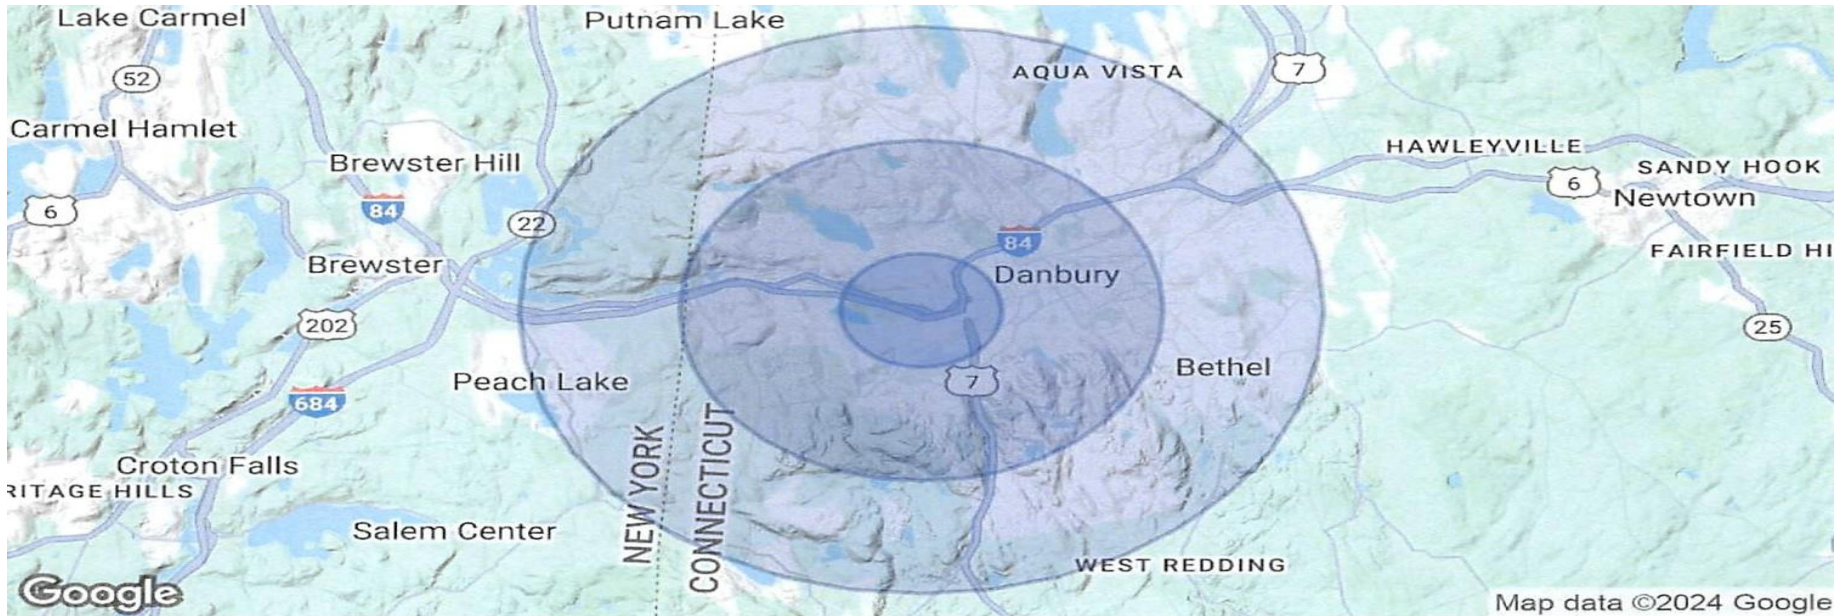 Lake Carmel
Putnam Lake
52
AQUA VISTA
7
Carmel Hamlet
Brewster Hill
HAWLEYVILLE
SANDY HOOK
6
84
6
Newtown
22
84
FAIRFIELD HI
Brewster
Danbury
202
25
Peach Lake
7
Bethel
684
NEW YORK
CONNECTICUT
Croton Falls
RITAGE HILLS
Salem Center
WEST REDDING
Google
Map data ©2024 Google